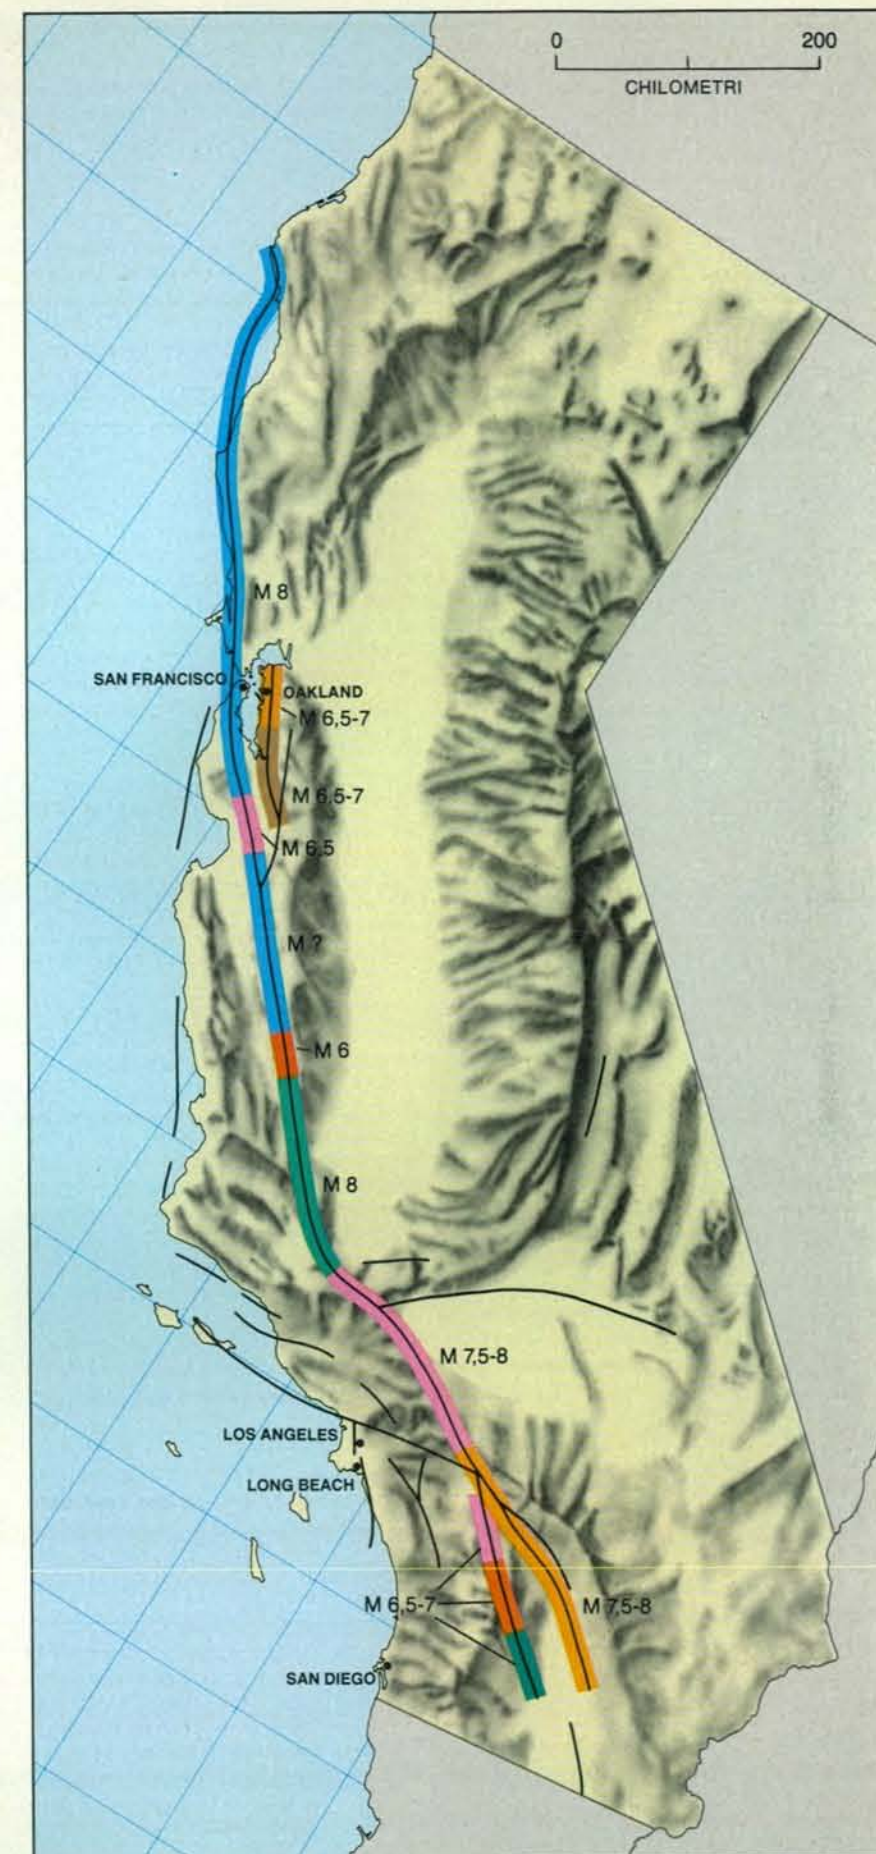 0 200
CHILOMETRI
M 8
SAN FRANCISCO
OAKLAND
M 6,5-7
M 6,5-7
M 6,5
M ?
M 6
M 8
M 7,5-8
LOS ANGELES
LONG BEACH
M 6,5-7
M 7,5-8
SAN DIEGO